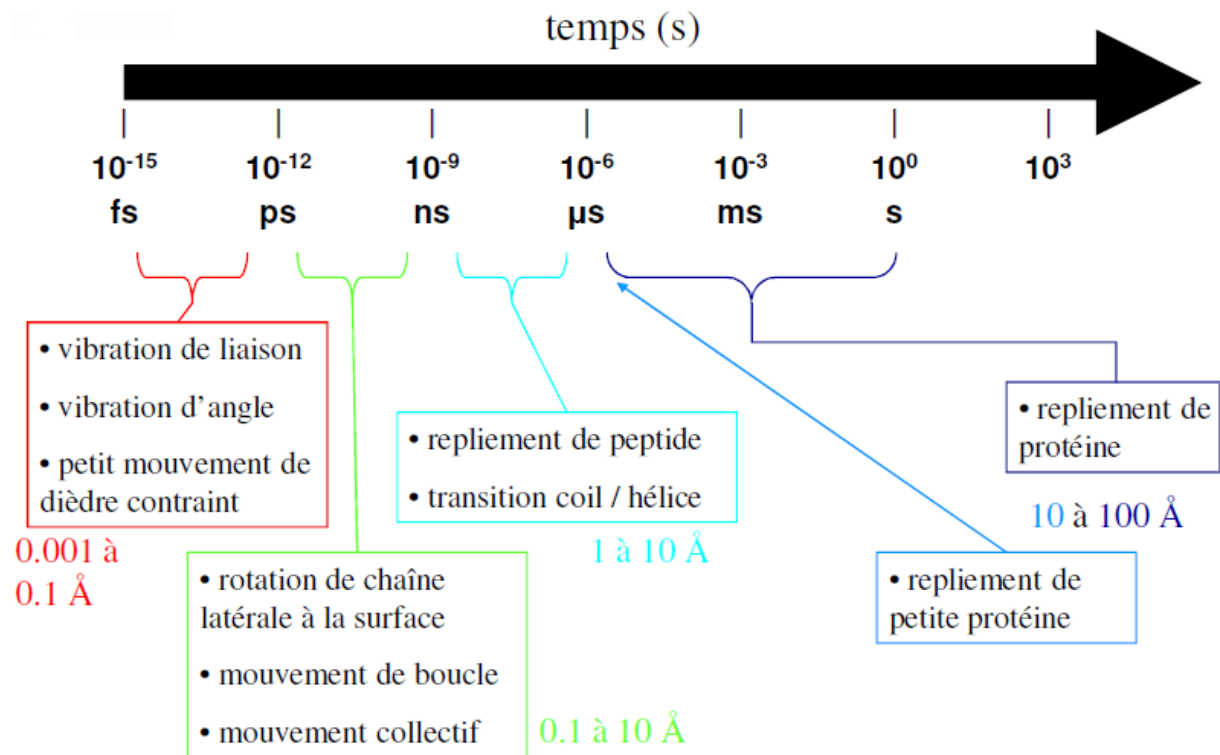 temps (s)
10⁻¹⁵ 10⁻¹² 10⁻⁹ 10⁻⁶ 10⁻³ 10⁰ 10³
fs ps ns µs ms s
• vibration de liaison
• vibration d’angle
• petit mouvement de
dièdre contraint
0.001 à
0.1 Å
• rotation de chaîne
latérale à la surface
• mouvement de boucle
• mouvement collectif
0.1 à 10 Å
• repliement de peptide
• transition coil / hélice
1 à 10 Å
• repliement de
petite protéine
• repliement de
protéine
10 à 100 Å